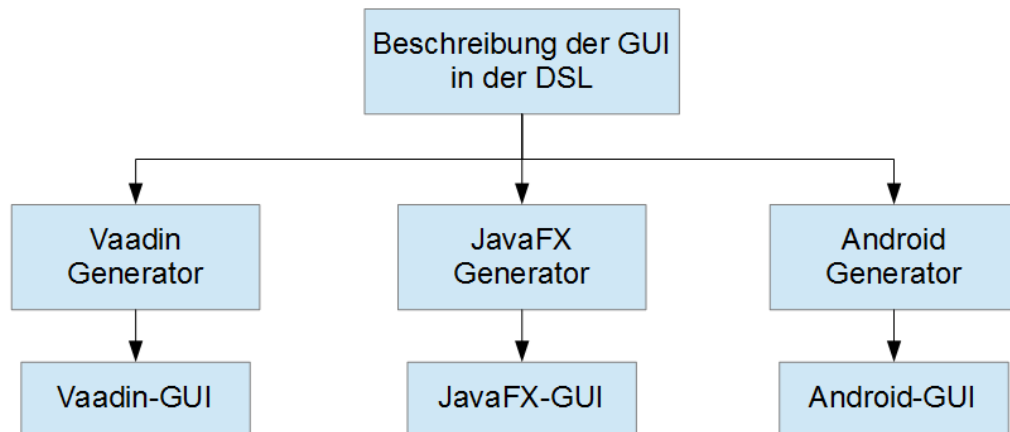 Beschreibung der GUI
in der DSL
Vaadin
Generator
JavaFX
Generator
Android
Generator
Vaadin-GUI
JavaFX-GUI
Android-GUI